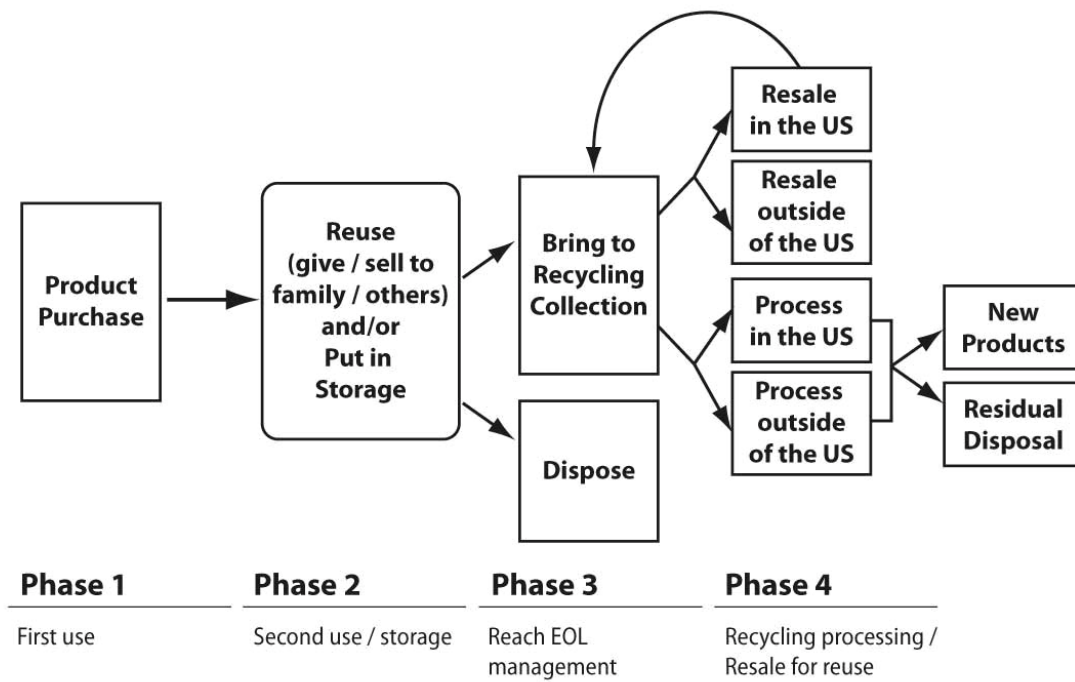 Product
Purchase
Reuse
(give / sell to
family / others)
and/or
Put in
Storage
Bring to
Recycling
Collection
Dispose
Resale
in the US
Resale
outside
of the US
Process
in the US
Process
outside
of the US
New
Products
Residual
Disposal
Phase 1
First use
Phase 2
Second use / storage
Phase 3
Reach EOL
management
Phase 4
Recycling processing /
Resale for reuse